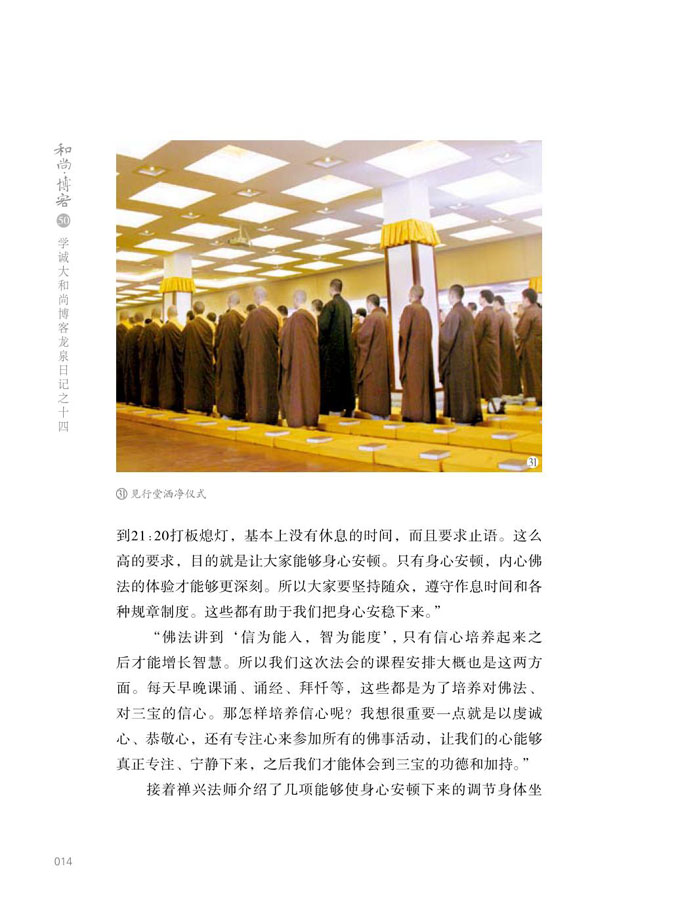 和尚·博客
50
学诚大和尚博客龙泉日记之十四
31
㉛ 见行堂洒净仪式
到21:20打板熄灯，基本上没有休息的时间，而且要求止语。这么
高的要求，目的就是让大家能够身心安顿。只有身心安顿，内心佛
法的体验才能够更深刻。所以大家要坚持随众，遵守作息时间和各
种规章制度。这些都有助于我们把身心安稳下来。”
“佛法讲到‘信为能入，智为能度’，只有信心培养起来之
后才能增长智慧。所以我们这次法会的课程安排大概也是这两方
面。每天早晚课诵、诵经、拜忏等，这些都是为了培养对佛法、
对三宝的信心。那怎样培养信心呢？我想很重要一点就是以虔诚
心、恭敬心，还有专注心来参加所有的佛事活动，让我们的心能够
真正专注、宁静下来，之后我们才能体会到三宝的功德和加持。”
接着禅兴法师介绍了几项能够使身心安顿下来的调节身体坐
014